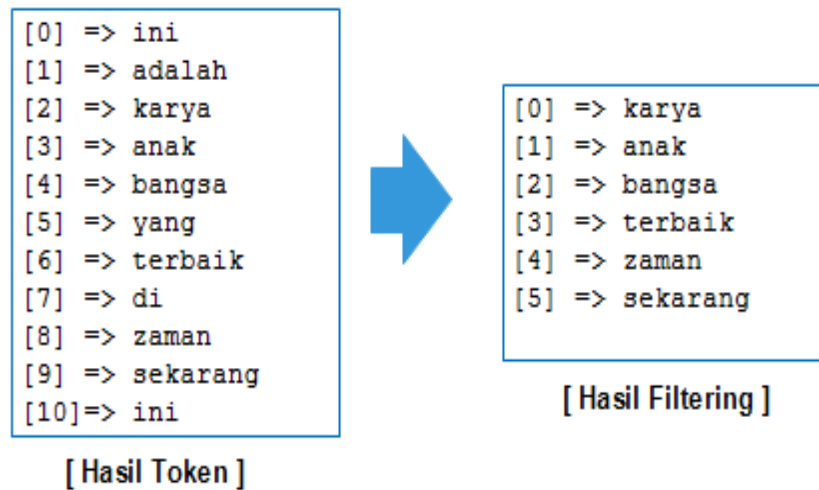 [0] => ini
[1] => adalah
[2] => karya
[3] => anak
[4] => bangsa
[5] => yang
[6] => terbaik
[7] => di
[8] => zaman
[9] => sekarang
[10]=> ini
[ Hasil Token ]
[0] => karya
[1] => anak
[2] => bangsa
[3] => terbaik
[4] => zaman
[5] => sekarang
[ Hasil Filtering ]